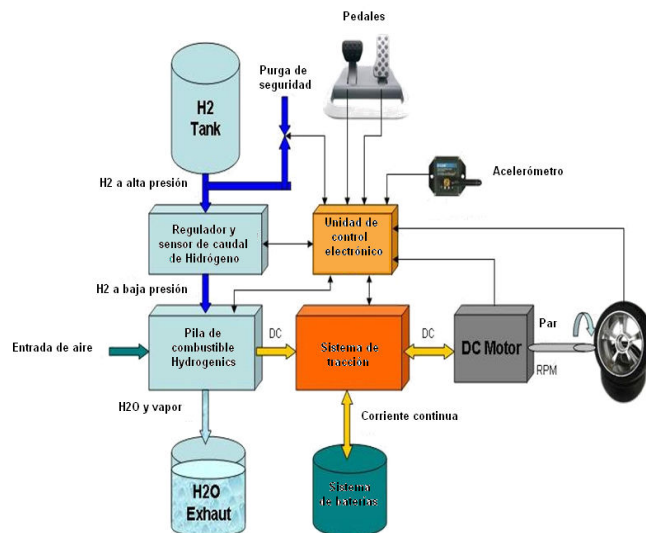 Pedales
Purga de
seguridad
H2
Tank
Acelerómetro
H2 a alta presión
Regulador y
sensor de caudal
de Hidrógeno
Unidad de
control
electrónico
H2 a baja presión
Entrada de aire
Pila de
combustible
Hydrogenics
DC
Sistema de
tracción
DC
DC Motor
Par
RPM
H2O y vapor
Corriente continua
H2O
Exhaut
Sistema
de baterías